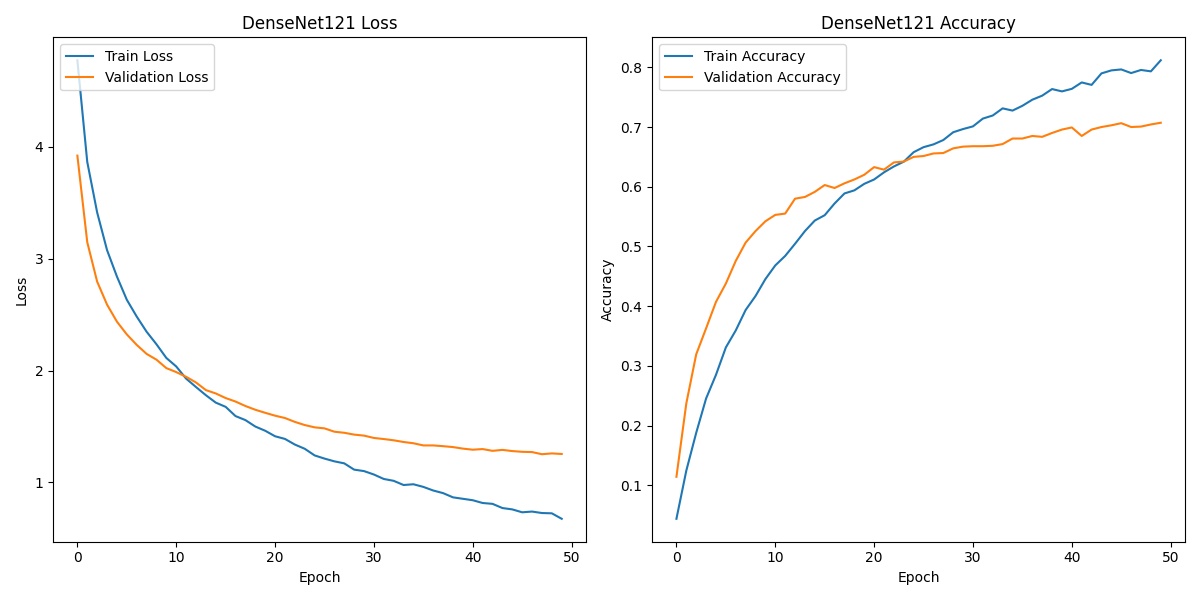 DenseNet121 Loss
Train Loss
Validation Loss
4
3
2
1
Loss
0 10 20 30 40 50
Epoch
DenseNet121 Accuracy
Train Accuracy
Validation Accuracy
0.8
0.7
0.6
0.5
0.4
0.3
0.2
0.1
Accuracy
0 10 20 30 40 50
Epoch